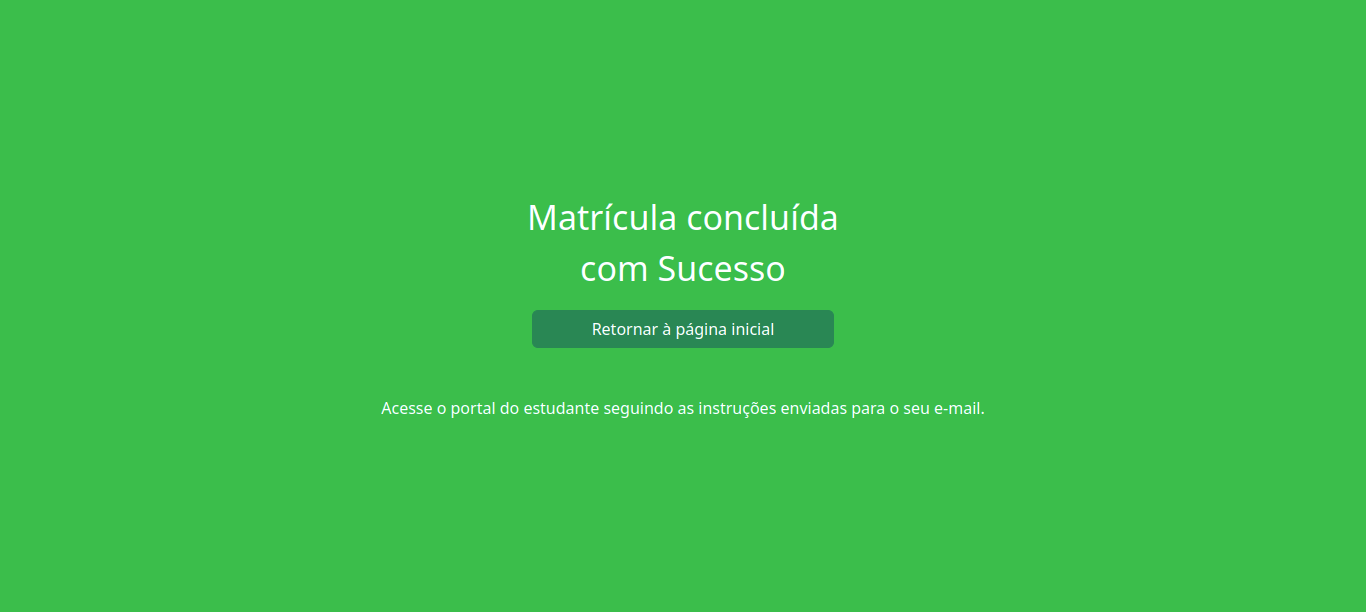 Matrícula concluída
com Sucesso
Retornar à página inicial
Acesse o portal do estudante seguindo as instruções enviadas para o seu e-mail.